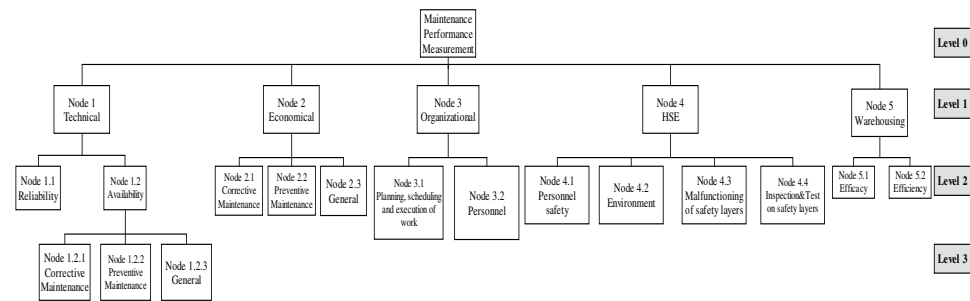 Maintenance
Performance
Measurement
Level 0
Node 1
Technical
Node 2
Economical
Node 3
Organizational
Node 4
HSE
Node 5
Warehousing
Level 1
Node 1.1
Reliability
Node 1.2
Availability
Node 2.1
Corrective
Maintenance
Node 2.2
Preventive
Maintenance
Node 2.3
General
Node 3.1
Planning, scheduling
and execution of
work
Node 3.2
Personnel
Node 4.1
Personnel
safety
Node 4.2
Environment
Node 4.3
Malfunctioning
of safety layers
Node 4.4
Inspection&Test
on safety layers
Node 5.1
Efficacy
Node 5.2
Efficiency
Level 2
Node 1.2.1
Corrective
Maintenance
Node 1.2.2
Preventive
Maintenance
Node 1.2.3
General
Level 3